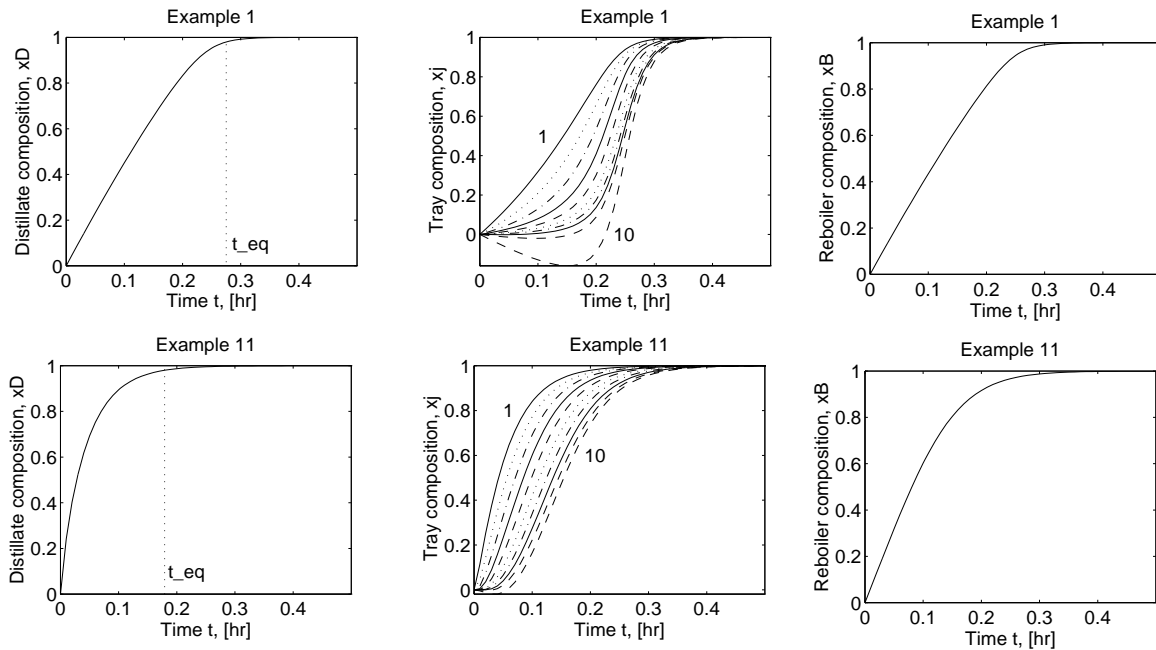 Example 1
Distillate composition, xD
1
0.8
0.6
0.4
0.2
0
t_eq
0 0.1 0.2 0.3 0.4
Time t, [hr]
Example 1
Tray composition, xj
1
0.8
0.6
0.4
0.2
0
1
10
0 0.1 0.2 0.3 0.4
Time t, [hr]
Example 1
Reboiler composition, xB
1
0.8
0.6
0.4
0.2
0
0 0.1 0.2 0.3 0.4
Time t, [hr]
Example 11
Distillate composition, xD
1
0.8
0.6
0.4
0.2
0
t_eq
0 0.1 0.2 0.3 0.4
Time t, [hr]
Example 11
Tray composition, xj
1
0.8
0.6
0.4
0.2
0
1
10
0 0.1 0.2 0.3 0.4
Time t, [hr]
Example 11
Reboiler composition, xB
1
0.8
0.6
0.4
0.2
0
0 0.1 0.2 0.3 0.4
Time t, [hr]